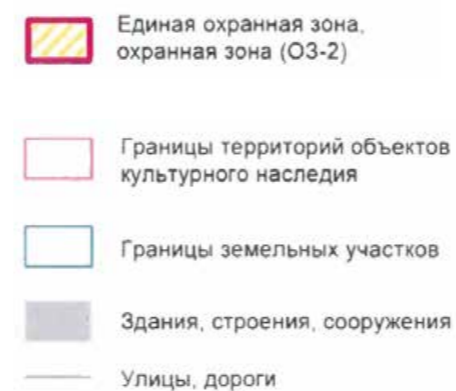 Единая охранная зона,
охранная зона (ОЗ-2)
Границы территорий объектов
культурного наследия
Границы земельных участков
Здания, строения, сооружения
Улицы, дороги